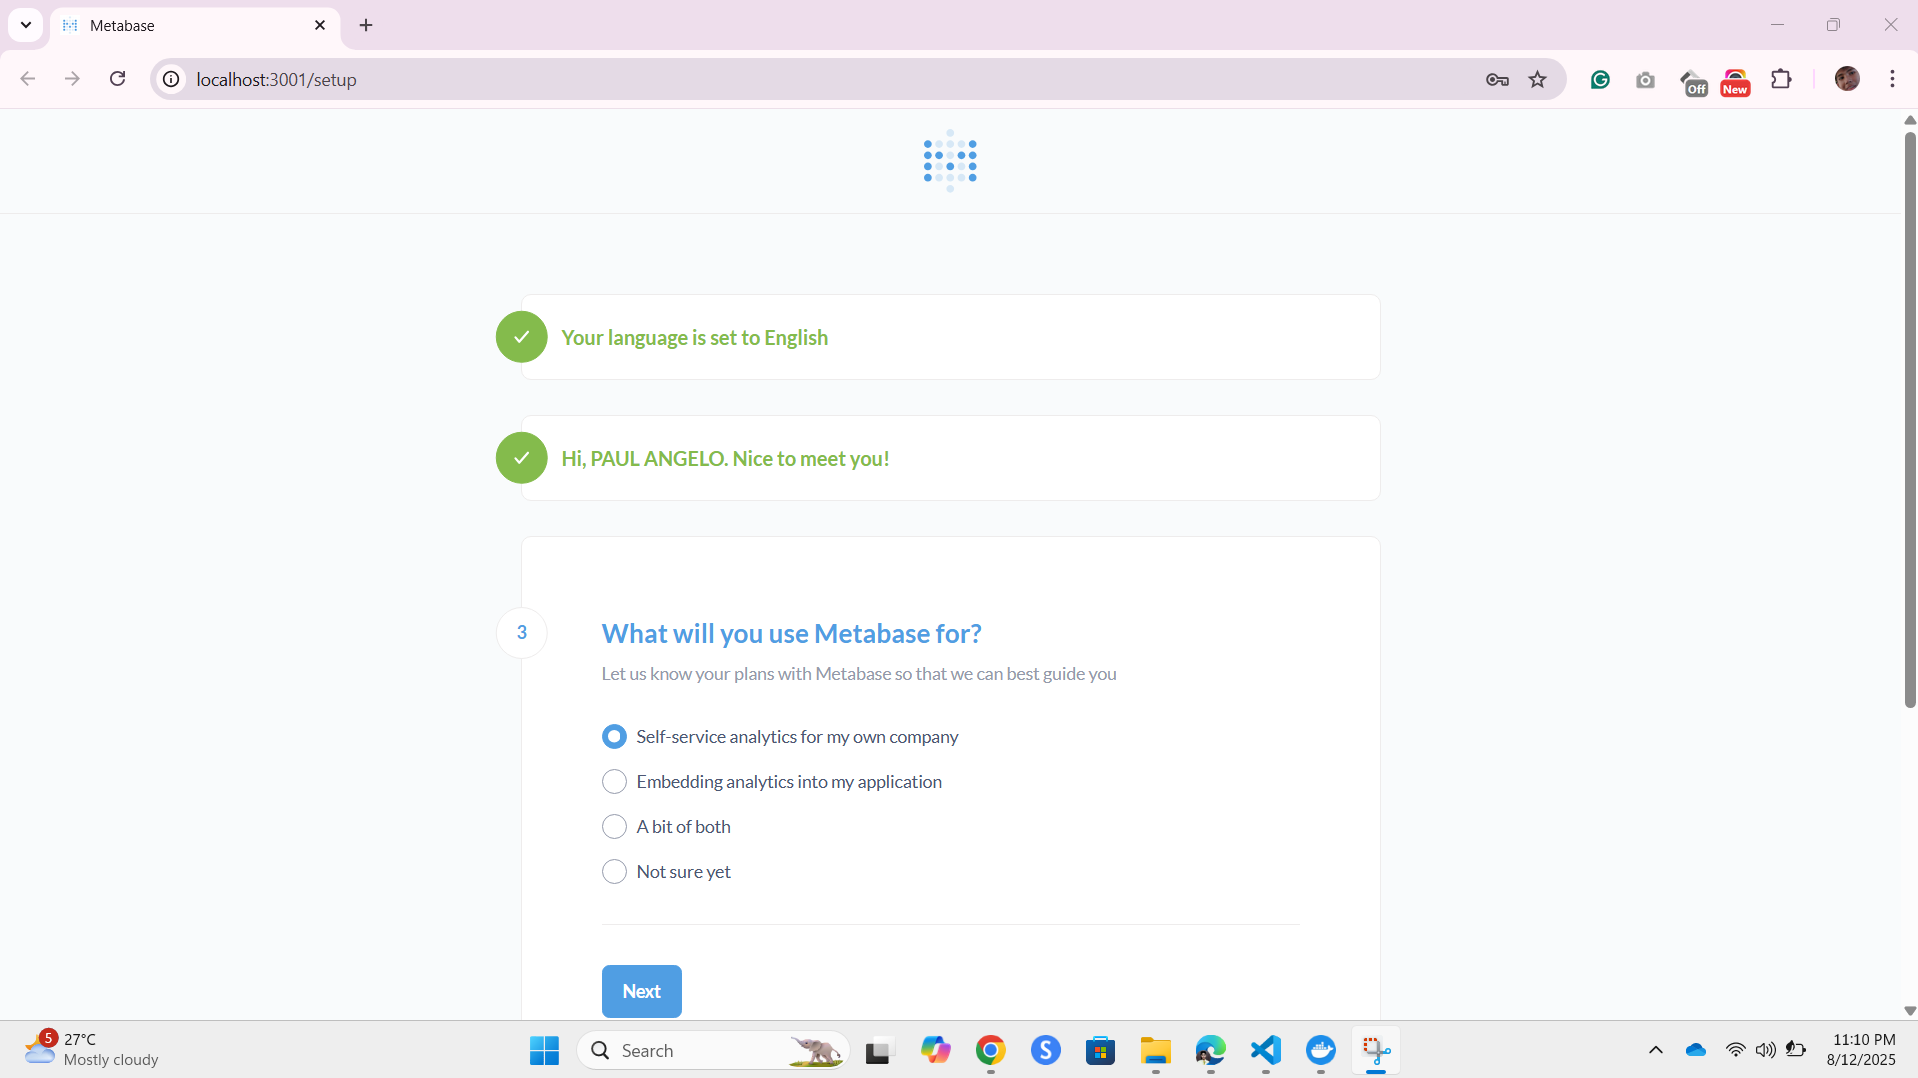 Metabase
localhost:3001/setup
Off
New
Your language is set to English
Hi, PAUL ANGELO. Nice to meet you!
3
What will you use Metabase for?
Let us know your plans with Metabase so that we can best guide you
Self-service analytics for my own company
Embedding analytics into my application
A bit of both
Not sure yet
Next
5
27°C
Mostly cloudy
Search
S
11:10 PM
8/12/2025